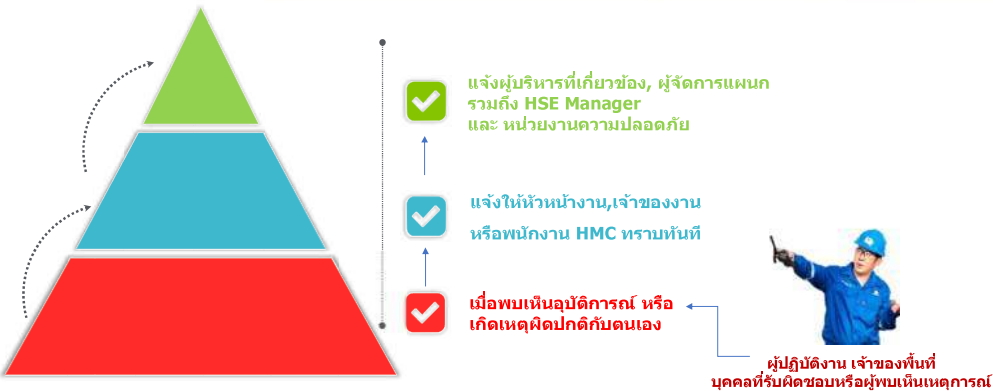 แจ้งผู้บริหารที่เกี่ยวข้อง, ผู้จัดการแผนก
รวมถึง HSE Manager
และ หน่วยงานความปลอดภัย
แจ้งให้หัวหน้างาน,เจ้าของงาน
หรือพนักงาน HMC ทราบทันที
เมื่อพบเห็นอุบัติการณ์ หรือ
เกิดเหตุผิดปกติกับตนเอง
ผู้ปฏิบัติงาน เจ้าของพื้นที่
บุคคลที่รับผิดชอบหรือผู้พบเห็นเหตุการณ์